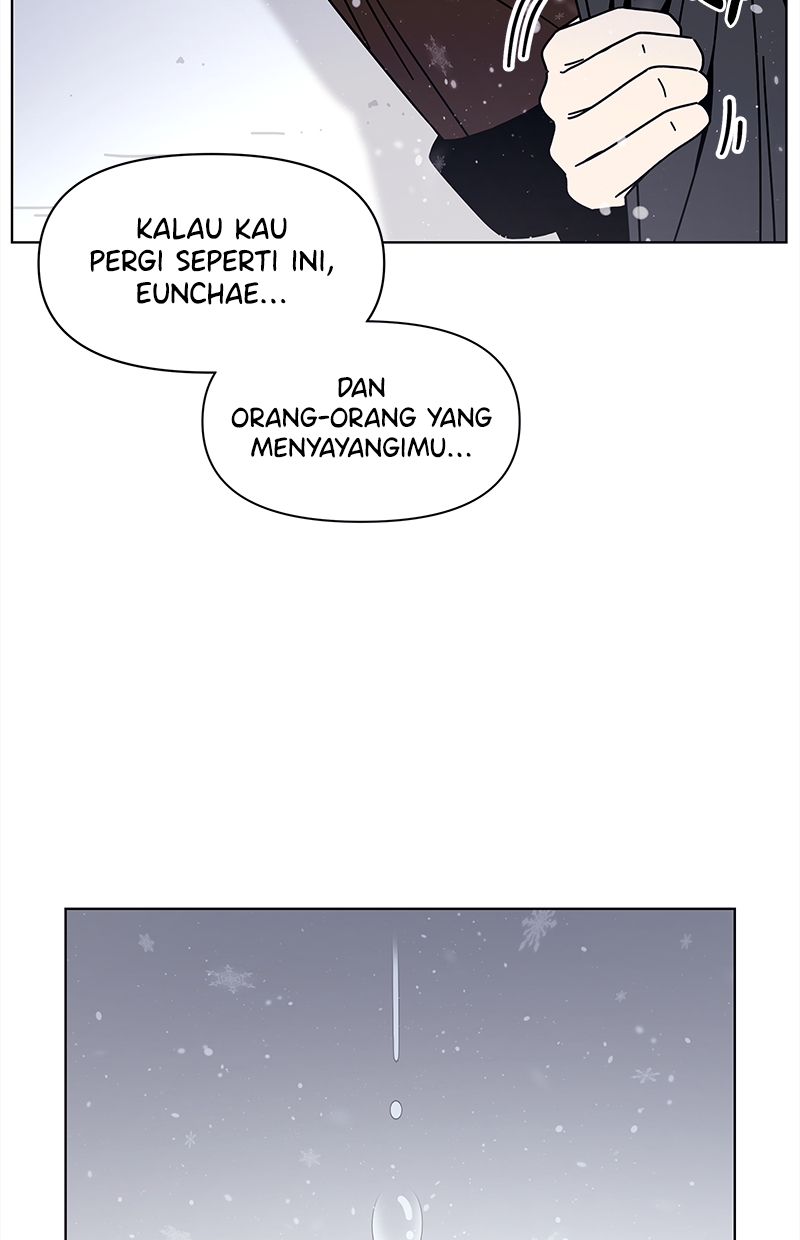 KALAU KAU
PERGI SEPERTI INI,
EUNCHAE...
DAN
ORANG-ORANG YANG
MENYAYANGIMU...